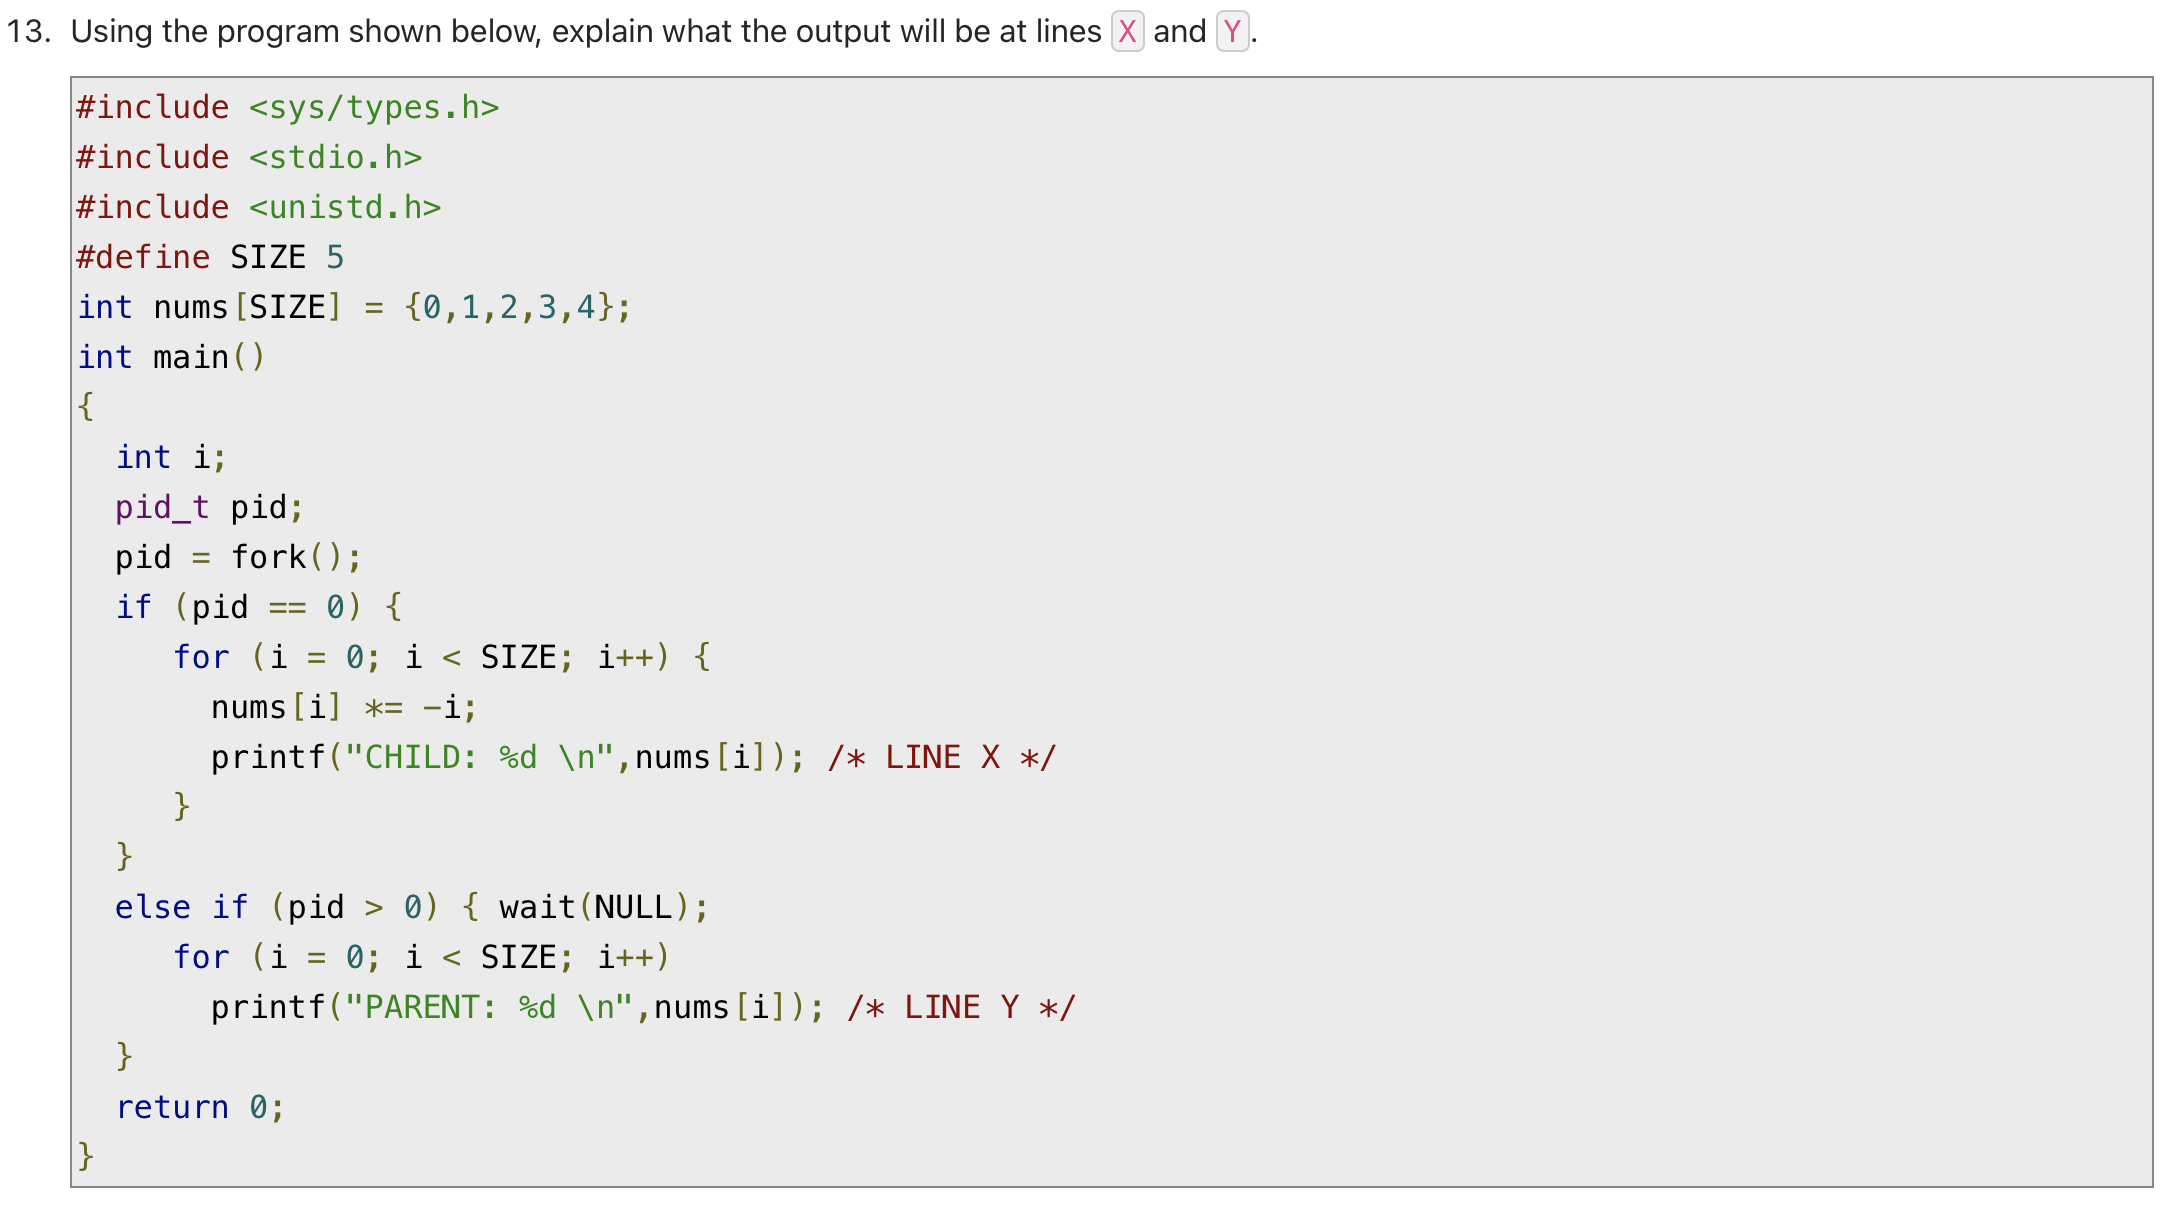 13. Using the program shown below, explain what the output will be at lines X and Y.
#include <sys/types.h>
#include <stdio.h>
#include <unistd.h>
#define SIZE 5
int nums[SIZE] = {0,1,2,3,4};
int main()
{
  int i;
  pid_t pid;
  pid = fork();
  if (pid == 0) {
     for (i = 0; i < SIZE; i++) {
       nums[i] *= -i;
       printf("CHILD: %d \n",nums[i]); /* LINE X */
     }
  }
  else if (pid > 0) { wait(NULL);
     for (i = 0; i < SIZE; i++)
       printf("PARENT: %d \n",nums[i]); /* LINE Y */
  }
  return 0;
}